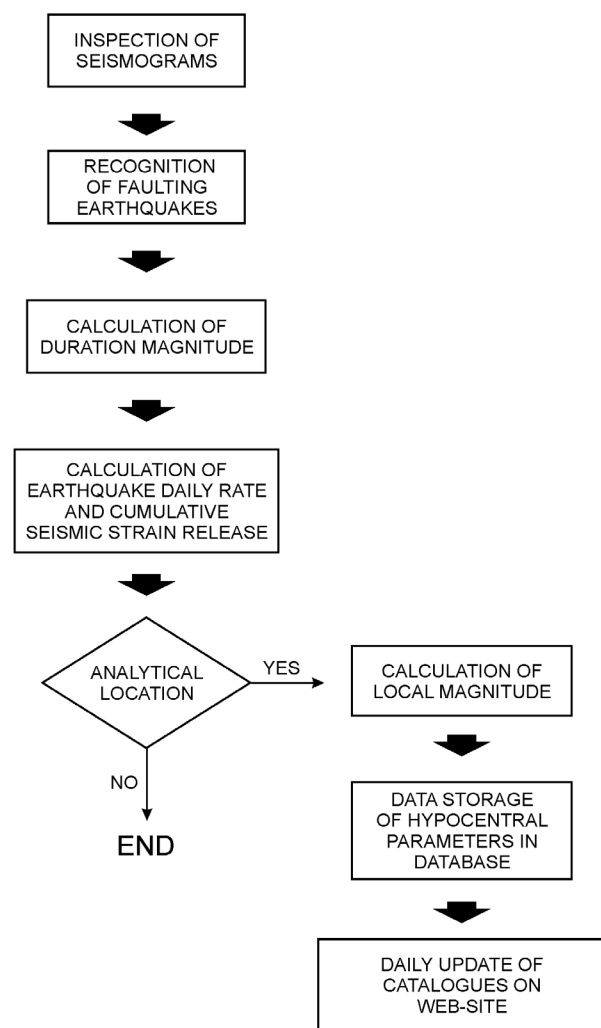 INSPECTION OF
SEISMOGRAMS
RECOGNITION
OF FAULTING
EARTHQUAKES
CALCULATION OF
DURATION MAGNITUDE
CALCULATION OF
EARTHQUAKE DAILY RATE
AND CUMULATIVE
SEISMIC STRAIN RELEASE
ANALYTICAL
LOCATION
YES
NO
END
CALCULATION OF
LOCAL MAGNITUDE
DATA STORAGE
OF HYPOCENTRAL
PARAMETERS IN
DATABASE
DAILY UPDATE OF
CATALOGUES ON
WEB-SITE